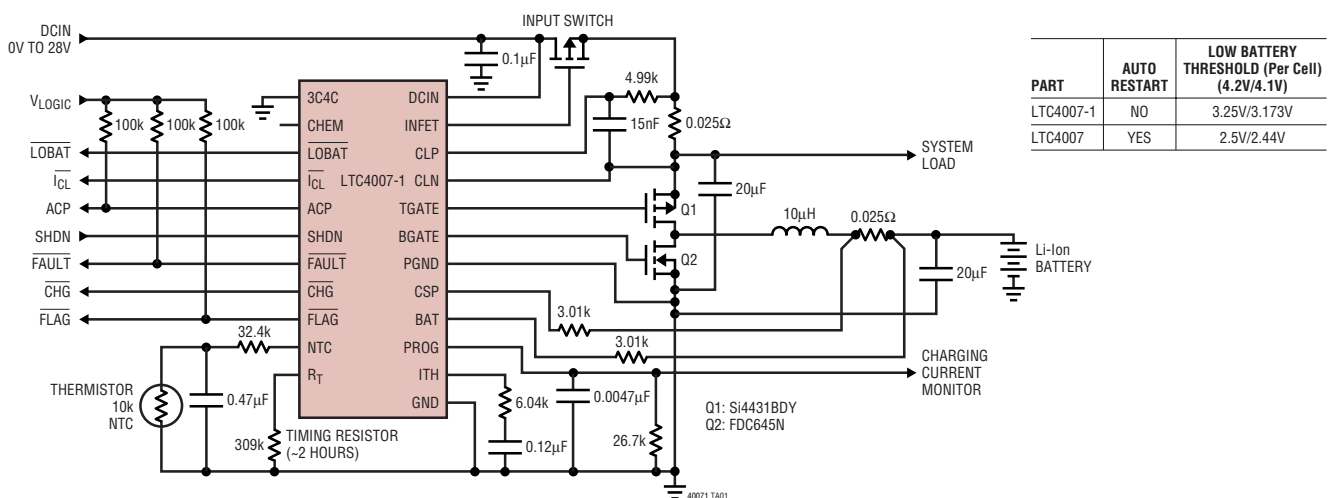 DCIN
0V TO 28V
INPUT SWITCH
0.1µF
4.99k
15nF
0.025Ω
V_LOGIC
100k
100k
100k
3C4C
CHEM
LOBAT
I_CL
ACP
SHDN
FAULT
CHG
FLAG
NTC
R_T
LTC4007-1
DCIN
INFET
CLP
CLN
TGATE
BGATE
PGND
CSP
BAT
PROG
ITH
GND
LOBAT
I_CL
ACP
SHDN
FAULT
CHG
FLAG
SYSTEM
LOAD
20µF
Q1
Q2
10µH
0.025Ω
20µF
Li-Ion
BATTERY
3.01k
3.01k
CHARGING
CURRENT
MONITOR
32.4k
THERMISTOR
10k
NTC
0.47µF
309k
TIMING RESISTOR
(~2 HOURS)
6.04k
0.12µF
0.0047µF
26.7k
Q1: Si4431BDY
Q2: FDC645N
40071 TA01
PART
AUTO
RESTART
LOW BATTERY
THRESHOLD (Per Cell)
(4.2V/4.1V)
LTC4007-1 NO 3.25V/3.173V
LTC4007 YES 2.5V/2.44V